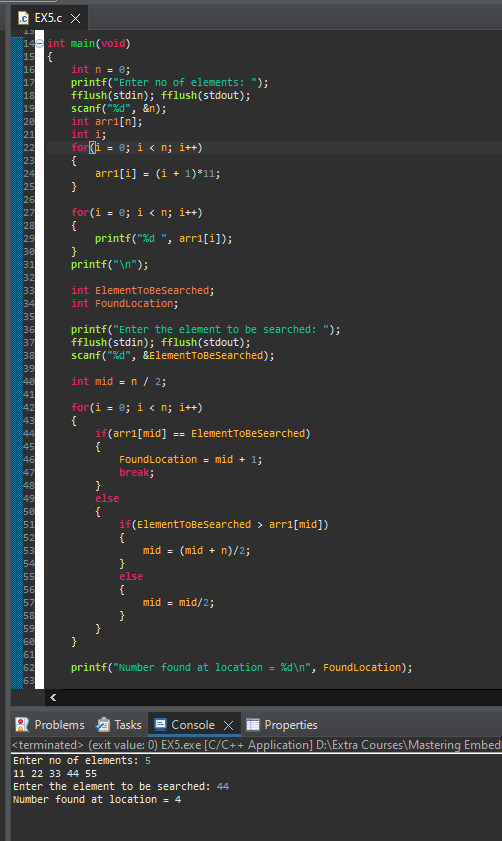 .c EX5.c
13
14 int main(void)
15 {
16 int n = 0;
17 printf("Enter no of elements: ");
18 fflush(stdin); fflush(stdout);
19 scanf("%d", &n);
20 int arr1[n];
21 int i;
22 for(i = 0; i < n; i++)
23 {
24 arr1[i] = (i + 1)*11;
25 }
26
27 for(i = 0; i < n; i++)
28 {
29 printf("%d ", arr1[i]);
30 }
31 printf("\n");
32
33 int ElementToBeSearched;
34 int FoundLocation;
35
36 printf("Enter the element to be searched: ");
37 fflush(stdin); fflush(stdout);
38 scanf("%d", &ElementToBeSearched);
39
40 int mid = n / 2;
41
42 for(i = 0; i < n; i++)
43 {
44 if(arr1[mid] == ElementToBeSearched)
45 {
46 FoundLocation = mid + 1;
47 break;
48 }
49 else
50 {
51 if(ElementToBeSearched > arr1[mid])
52 {
53 mid = (mid + n)/2;
54 }
55 else
56 {
57 mid = mid/2;
58 }
59 }
60 }
61
62 printf("Number found at location = %d\n", FoundLocation);
63
Problems Tasks Console Properties
<terminated> (exit value: 0) EX5.exe [C/C++ Application] D:\Extra Courses\Mastering Embed
Enter no of elements: 5
11 22 33 44 55
Enter the element to be searched: 44
Number found at location = 4